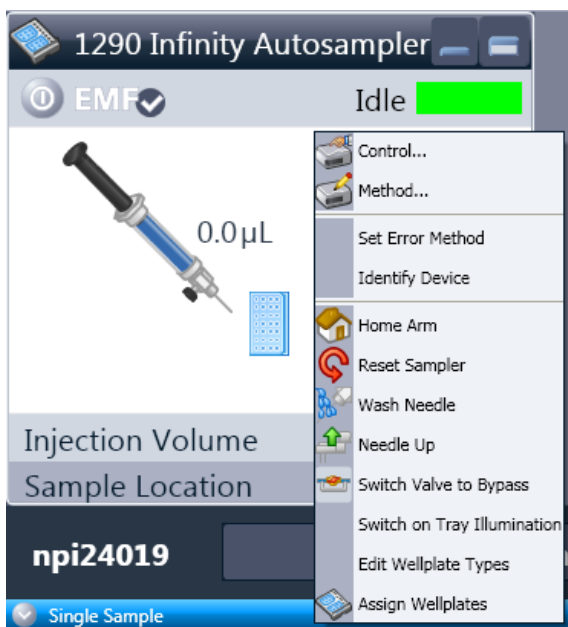 1290 Infinity Autosampler
EMF
Idle
0.0 µL
Control...
Method...
Set Error Method
Identify Device
Home Arm
Reset Sampler
Wash Needle
Needle Up
Switch Valve to Bypass
Switch on Tray Illumination
Edit Wellplate Types
Assign Wellplates
Injection Volume
Sample Location
npi24019
Single Sample